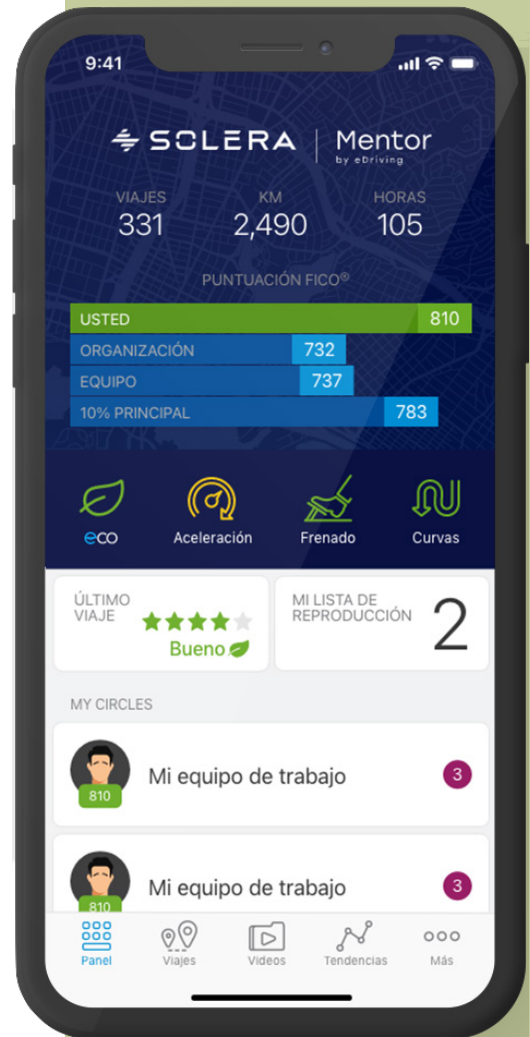 9:41
SOLERA | Mentor
by eDriving
VIAJES KM HORAS
331 2,490 105
PUNTUACIÓN FICO®
USTED 810
ORGANIZACIÓN 732
EQUIPO 737
10% PRINCIPAL 783
eco Aceleración Frenado Curvas
ÚLTIMO
VIAJE
Bueno
MI LISTA DE
REPRODUCCIÓN
2
MY CIRCLES
810 Mi equipo de trabajo 3
810 Mi equipo de trabajo 3
Panel Viajes Videos Tendencias Más